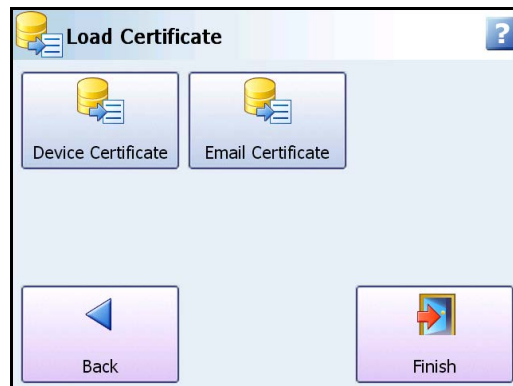 Load Certificate
?
Device Certificate
Email Certificate
Back
Finish